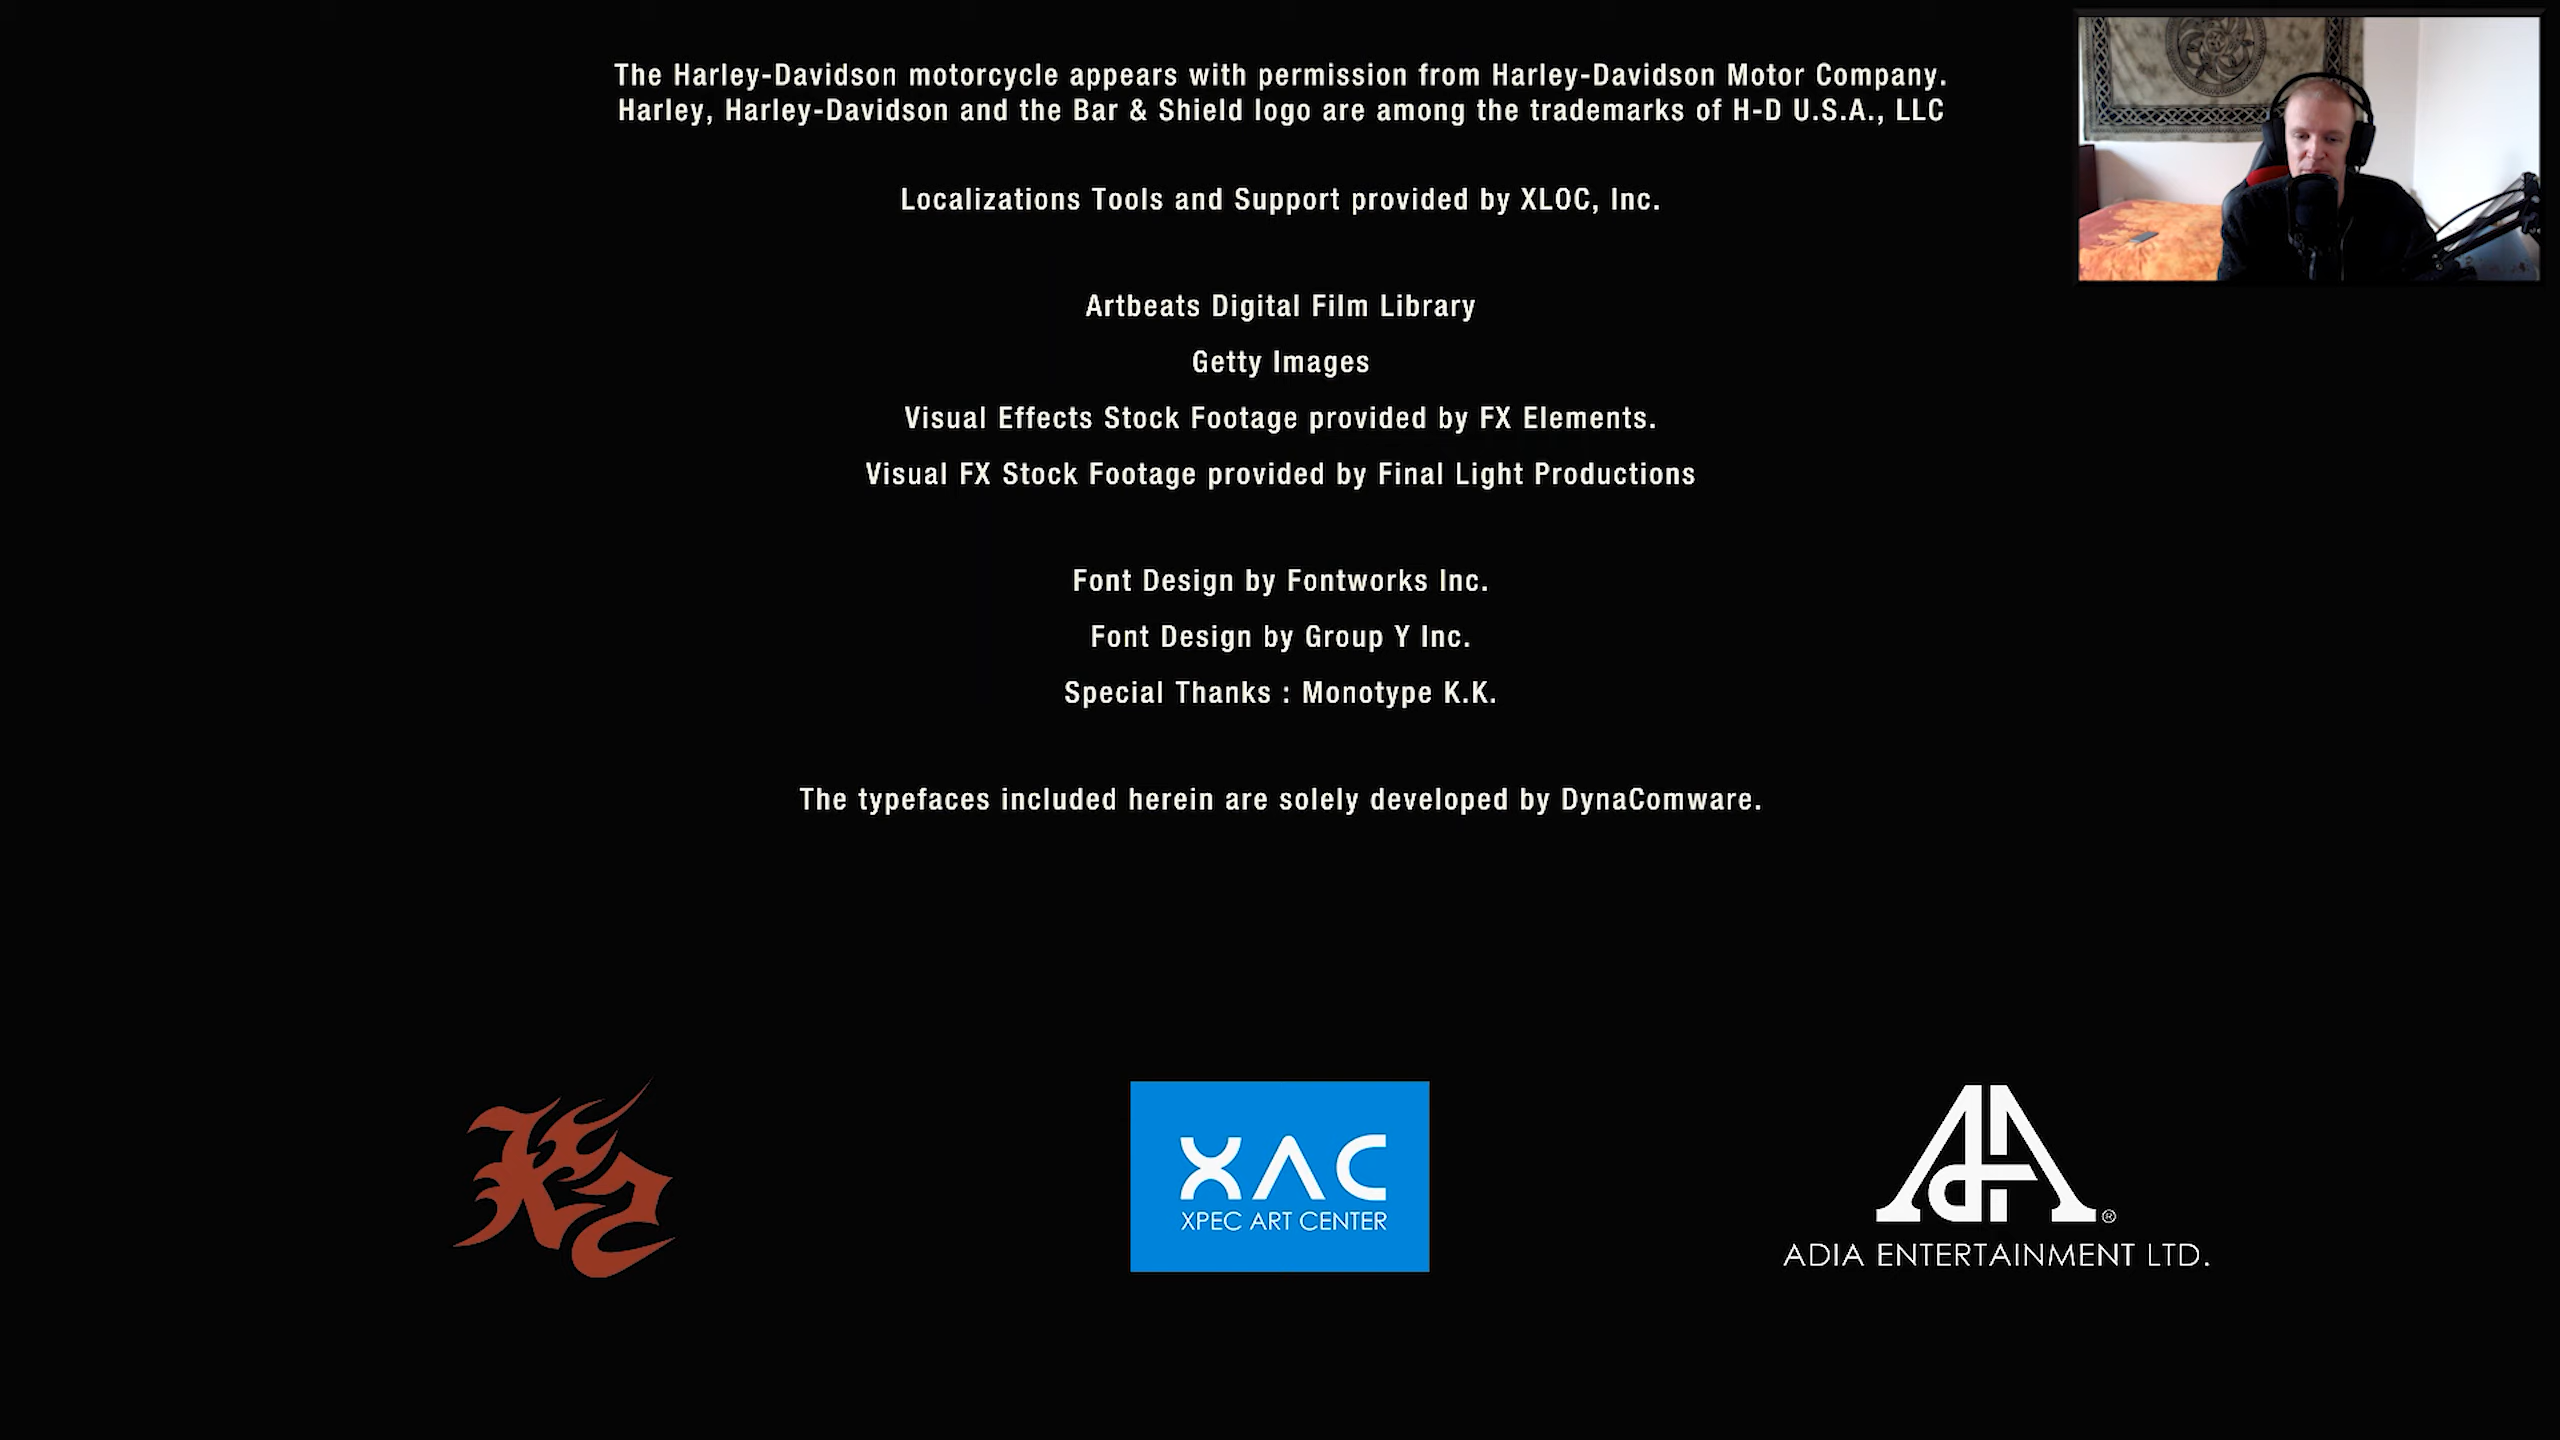 The Harley-Davidson motorcycle appears with permission from Harley-Davidson Motor Company.
Harley, Harley-Davidson and the Bar & Shield logo are among the trademarks of H-D U.S.A., LLC
Localizations Tools and Support provided by XLOC, Inc.
Artbeats Digital Film Library
Getty Images
Visual Effects Stock Footage provided by FX Elements.
Visual FX Stock Footage provided by Final Light Productions
Font Design by Fontworks Inc.
Font Design by Group Y Inc.
Special Thanks : Monotype K.K.
The typefaces included herein are solely developed by DynaComware.
XAC
XPEC ART CENTER
®
ADIA ENTERTAINMENT LTD.